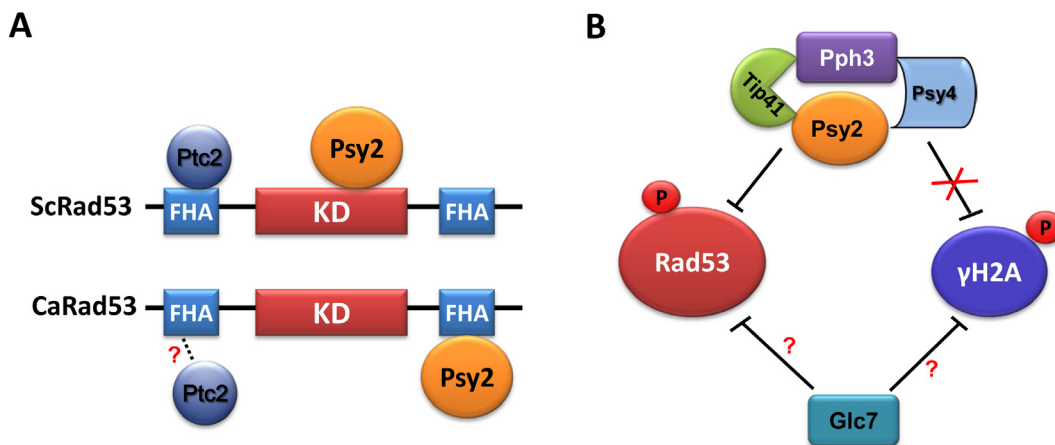 A
Ptc2
Psy2
ScRad53
FHA
KD
FHA
CaRad53
FHA
KD
FHA
?
Ptc2
Psy2
B
Pph3
Tip41
Psy4
Psy2
P
Rad53
P
γH2A
?
?
Glc7